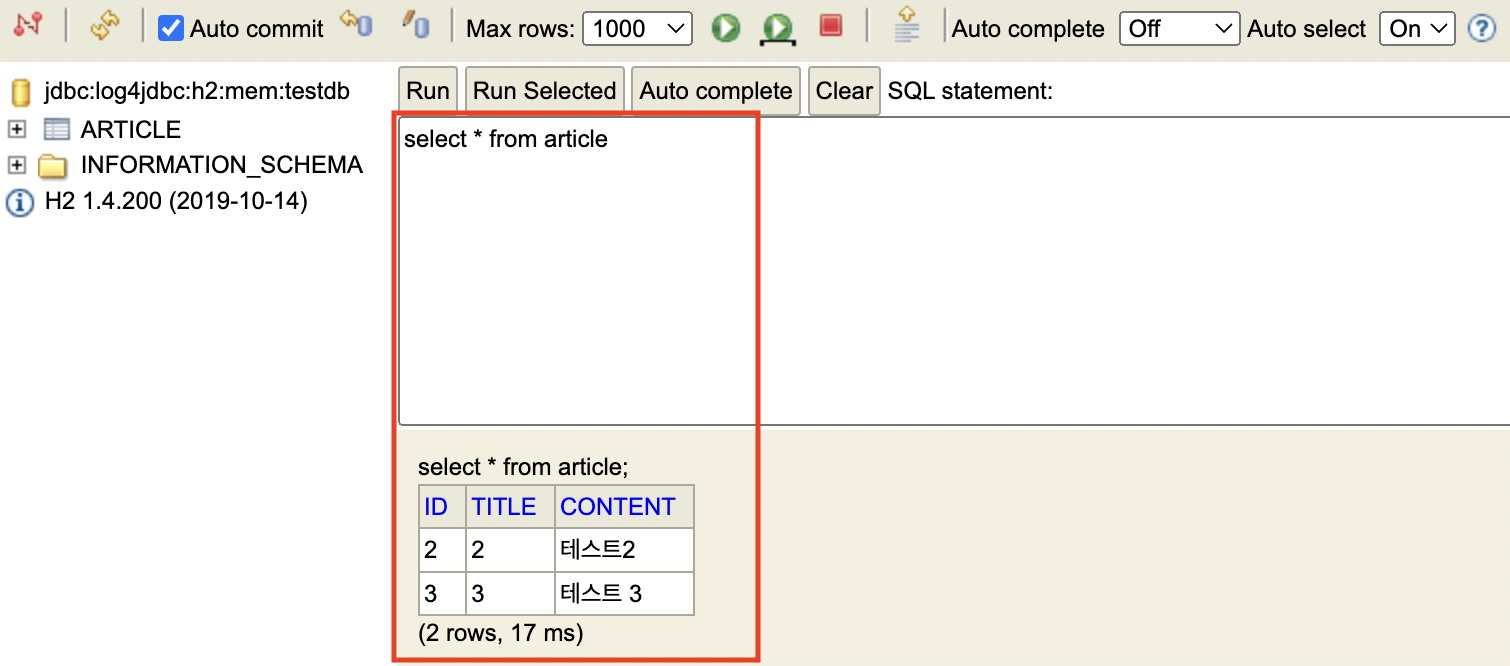 Auto commit Max rows: 1000 Auto complete Off Auto select On
jdbc:log4jdbc:h2:mem:testdb
ARTICLE
INFORMATION_SCHEMA
H2 1.4.200 (2019-10-14)
Run Run Selected Auto complete Clear SQL statement:
select * from article
select * from article;
ID TITLE CONTENT
2 2 테스트2
3 3 테스트 3
(2 rows, 17 ms)